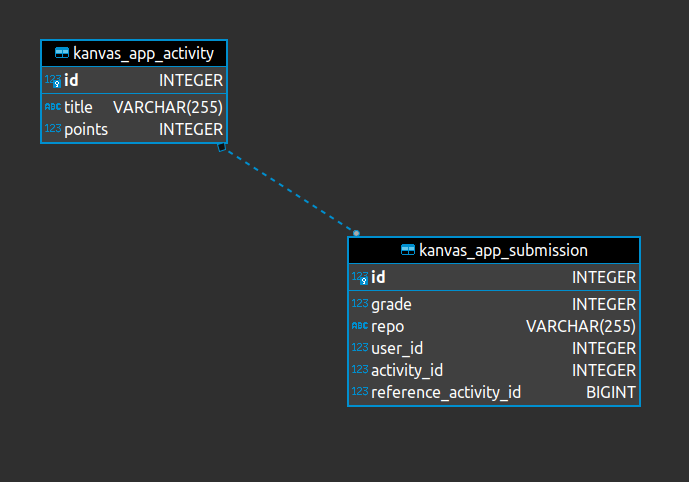 kanvas_app_activity
123 id INTEGER
ABC title VARCHAR(255)
123 points INTEGER
kanvas_app_submission
123 id INTEGER
123 grade INTEGER
ABC repo VARCHAR(255)
123 user_id INTEGER
123 activity_id INTEGER
123 reference_activity_id BIGINT